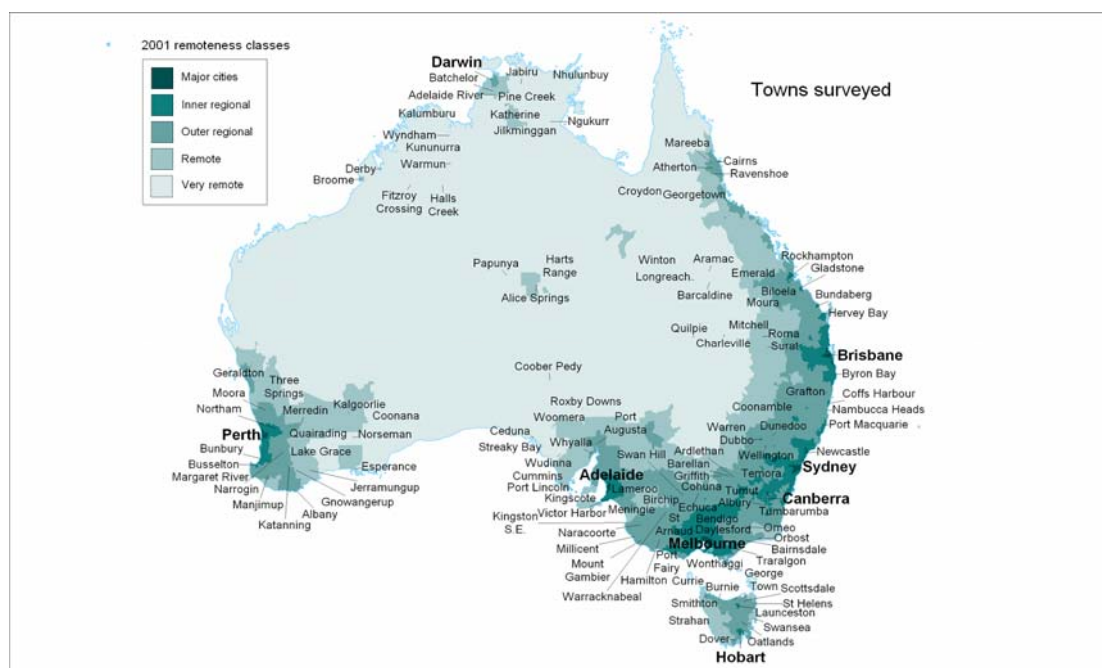 2001 remoteness classes
Major cities
Inner regional
Outer regional
Remote
Very remote
Towns surveyed
Darwin
Batchelor
Jabiru
Nhulunbuy
Adelaide River
Pine Creek
Kalumburu
Katherine
Ngukurr
Jilkminggan
Wyndham
Kununurra
Warmun
Derby
Broome
Fitzroy
Crossing
Halls
Creek
Mareeba
Cairns
Atherton
Ravenshoe
Croydon
Georgetown
Papunya
Harts
Range
Alice Springs
Winton
Aramac
Longreach.
Emerald
Rockhampton
Gladstone
Barcaldine
Biloela
Moura
Bundaberg
Hervey Bay
Quilpie
Mitchell
Roma
Charleville
Surat
Brisbane
Byron Bay
Coober Pedy
Grafton
Coffs Harbour
Roxby Downs
Coonamble
Nambucca Heads
Woomera
Port
Augusta
Warren
Dunedoo
Port Macquarie
Geraldton
Three
Springs
Moora
Kalgoorlie
Northam
Merredin
Coonana
Perth
Quairading
Norseman
Bunbury
Lake Grace
Busselton
Esperance
Margaret River
Jerramungup
Narrogin
Gnowangerup
Manjimup
Albany
Katanning
Ceduna
Whyalla
Dubbo
Streaky Bay
Swan Hill
Ardlethan
Wellington
Newcastle
Wudinna
Barellan
Cummins
Adelaide
Griffith
Temora
Sydney
Port Lincoln
Lameroo
Cohuna
Tumut
Kingscote
Birchip
Echuca
Albury
Canberra
Victor Harbor
Meningie
St
Arnaud
Bendigo
Tumbarumba
Kingston
S.E.
Daylesford
Omeo
Naracoorte
Melbourne
Orbost
Millicent
Bairnsdale
Mount
Gambier
Port
Fairy
Wonthaggi
Traralgon
Hamilton
Currie
Burnie
George
Town
Warracknabeal
Scottsdale
Smithton
St Helens
Launceston
Strahan
Swansea
Dover
Oatlands
Hobart